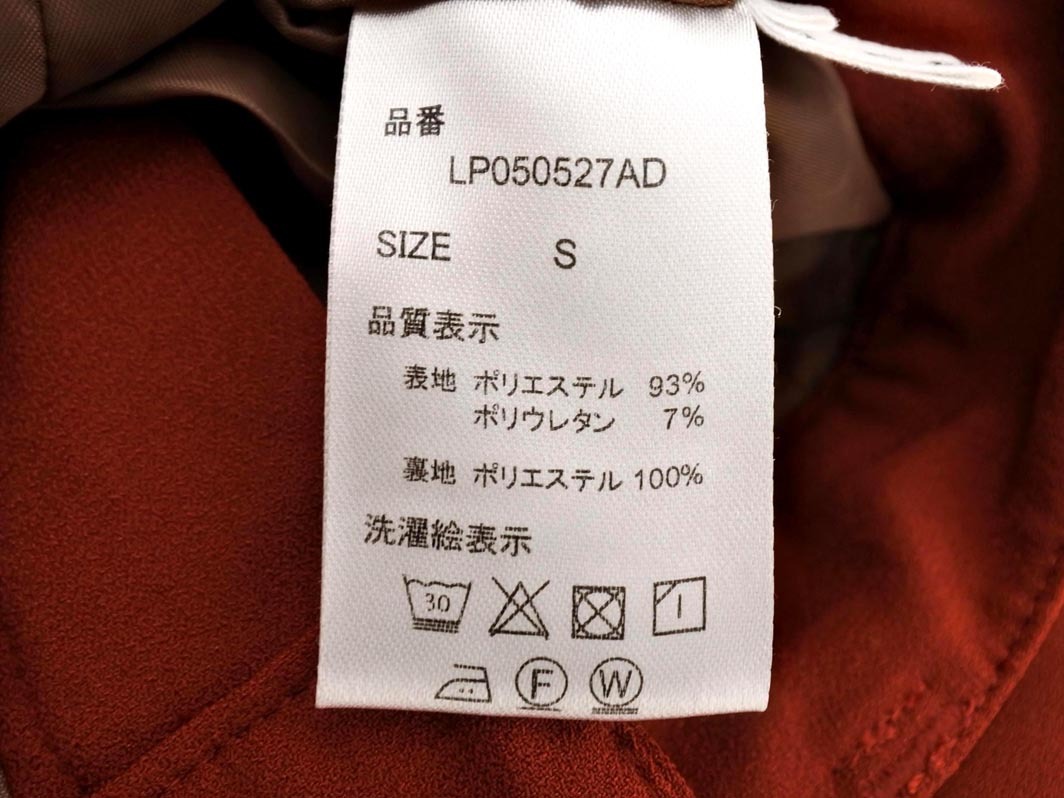 品番
LP050527AD
SIZE S
品質表示
表地 ポリエステル 93%
ポリウレタン 7%
裏地 ポリエステル 100%
洗濯絵表示
30
F W